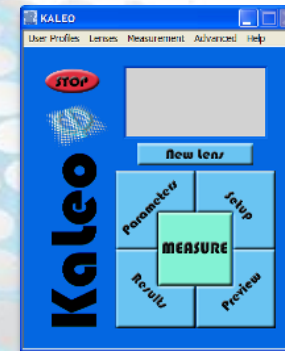 KALEO
User Profiles Lenses Measurement Advanced Help
STOP
New Lens
Kaleo
Parameters
Setup
MEASURE
Results
Preview